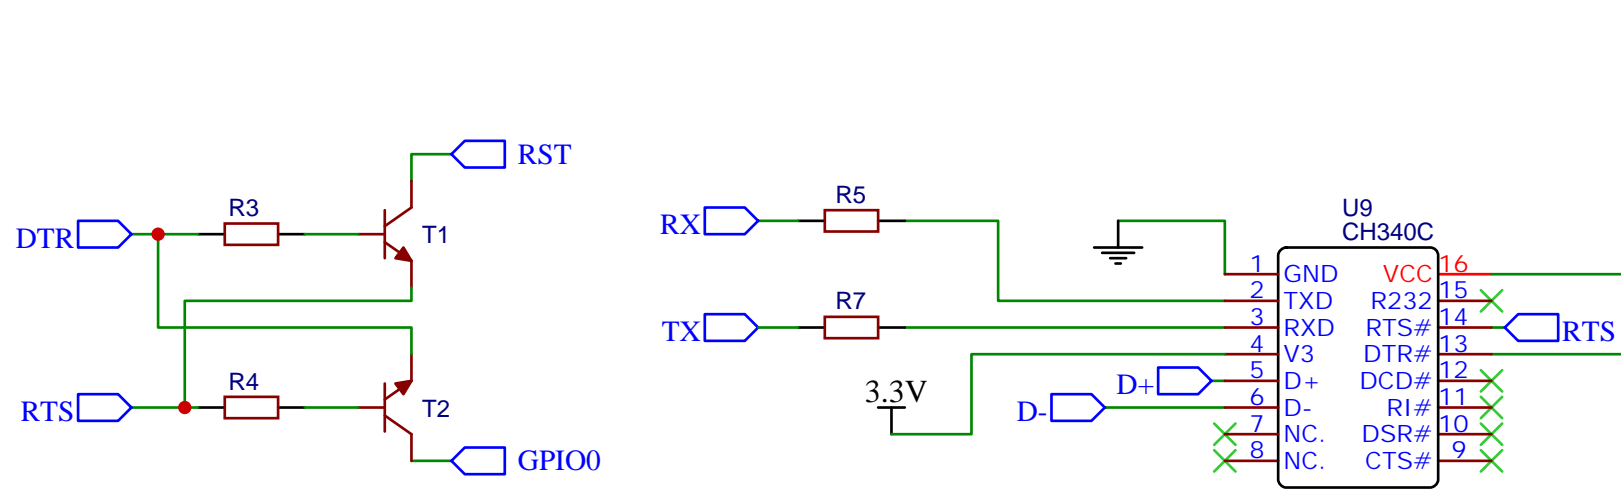 RST
R3
DTR
T1
R4
RTS
T2
GPIO0
R5
RX
R7
TX
3.3V
D+
D-
U9
CH340C
1 GND VCC 16
2 TXD R232 15
3 RXD RTS# 14 RTS
4 V3 DTR# 13
5 D+ DCD# 12
6 D- RI# 11
7 NC. DSR# 10
8 NC. CTS# 9